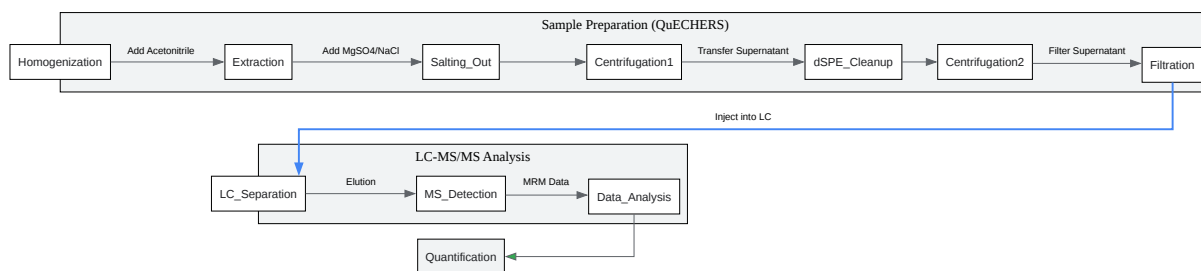 Sample Preparation (QuECHERS)
Homogenization
Add Acetonitrile
Extraction
Add MgSO4/NaCl
Salting_Out
Centrifugation1
Transfer Supernatant
dSPE_Cleanup
Centrifugation2
Filter Supernatant
Filtration
Inject into LC
LC-MS/MS Analysis
LC_Separation
Elution
MS_Detection
MRM Data
Data_Analysis
Quantification